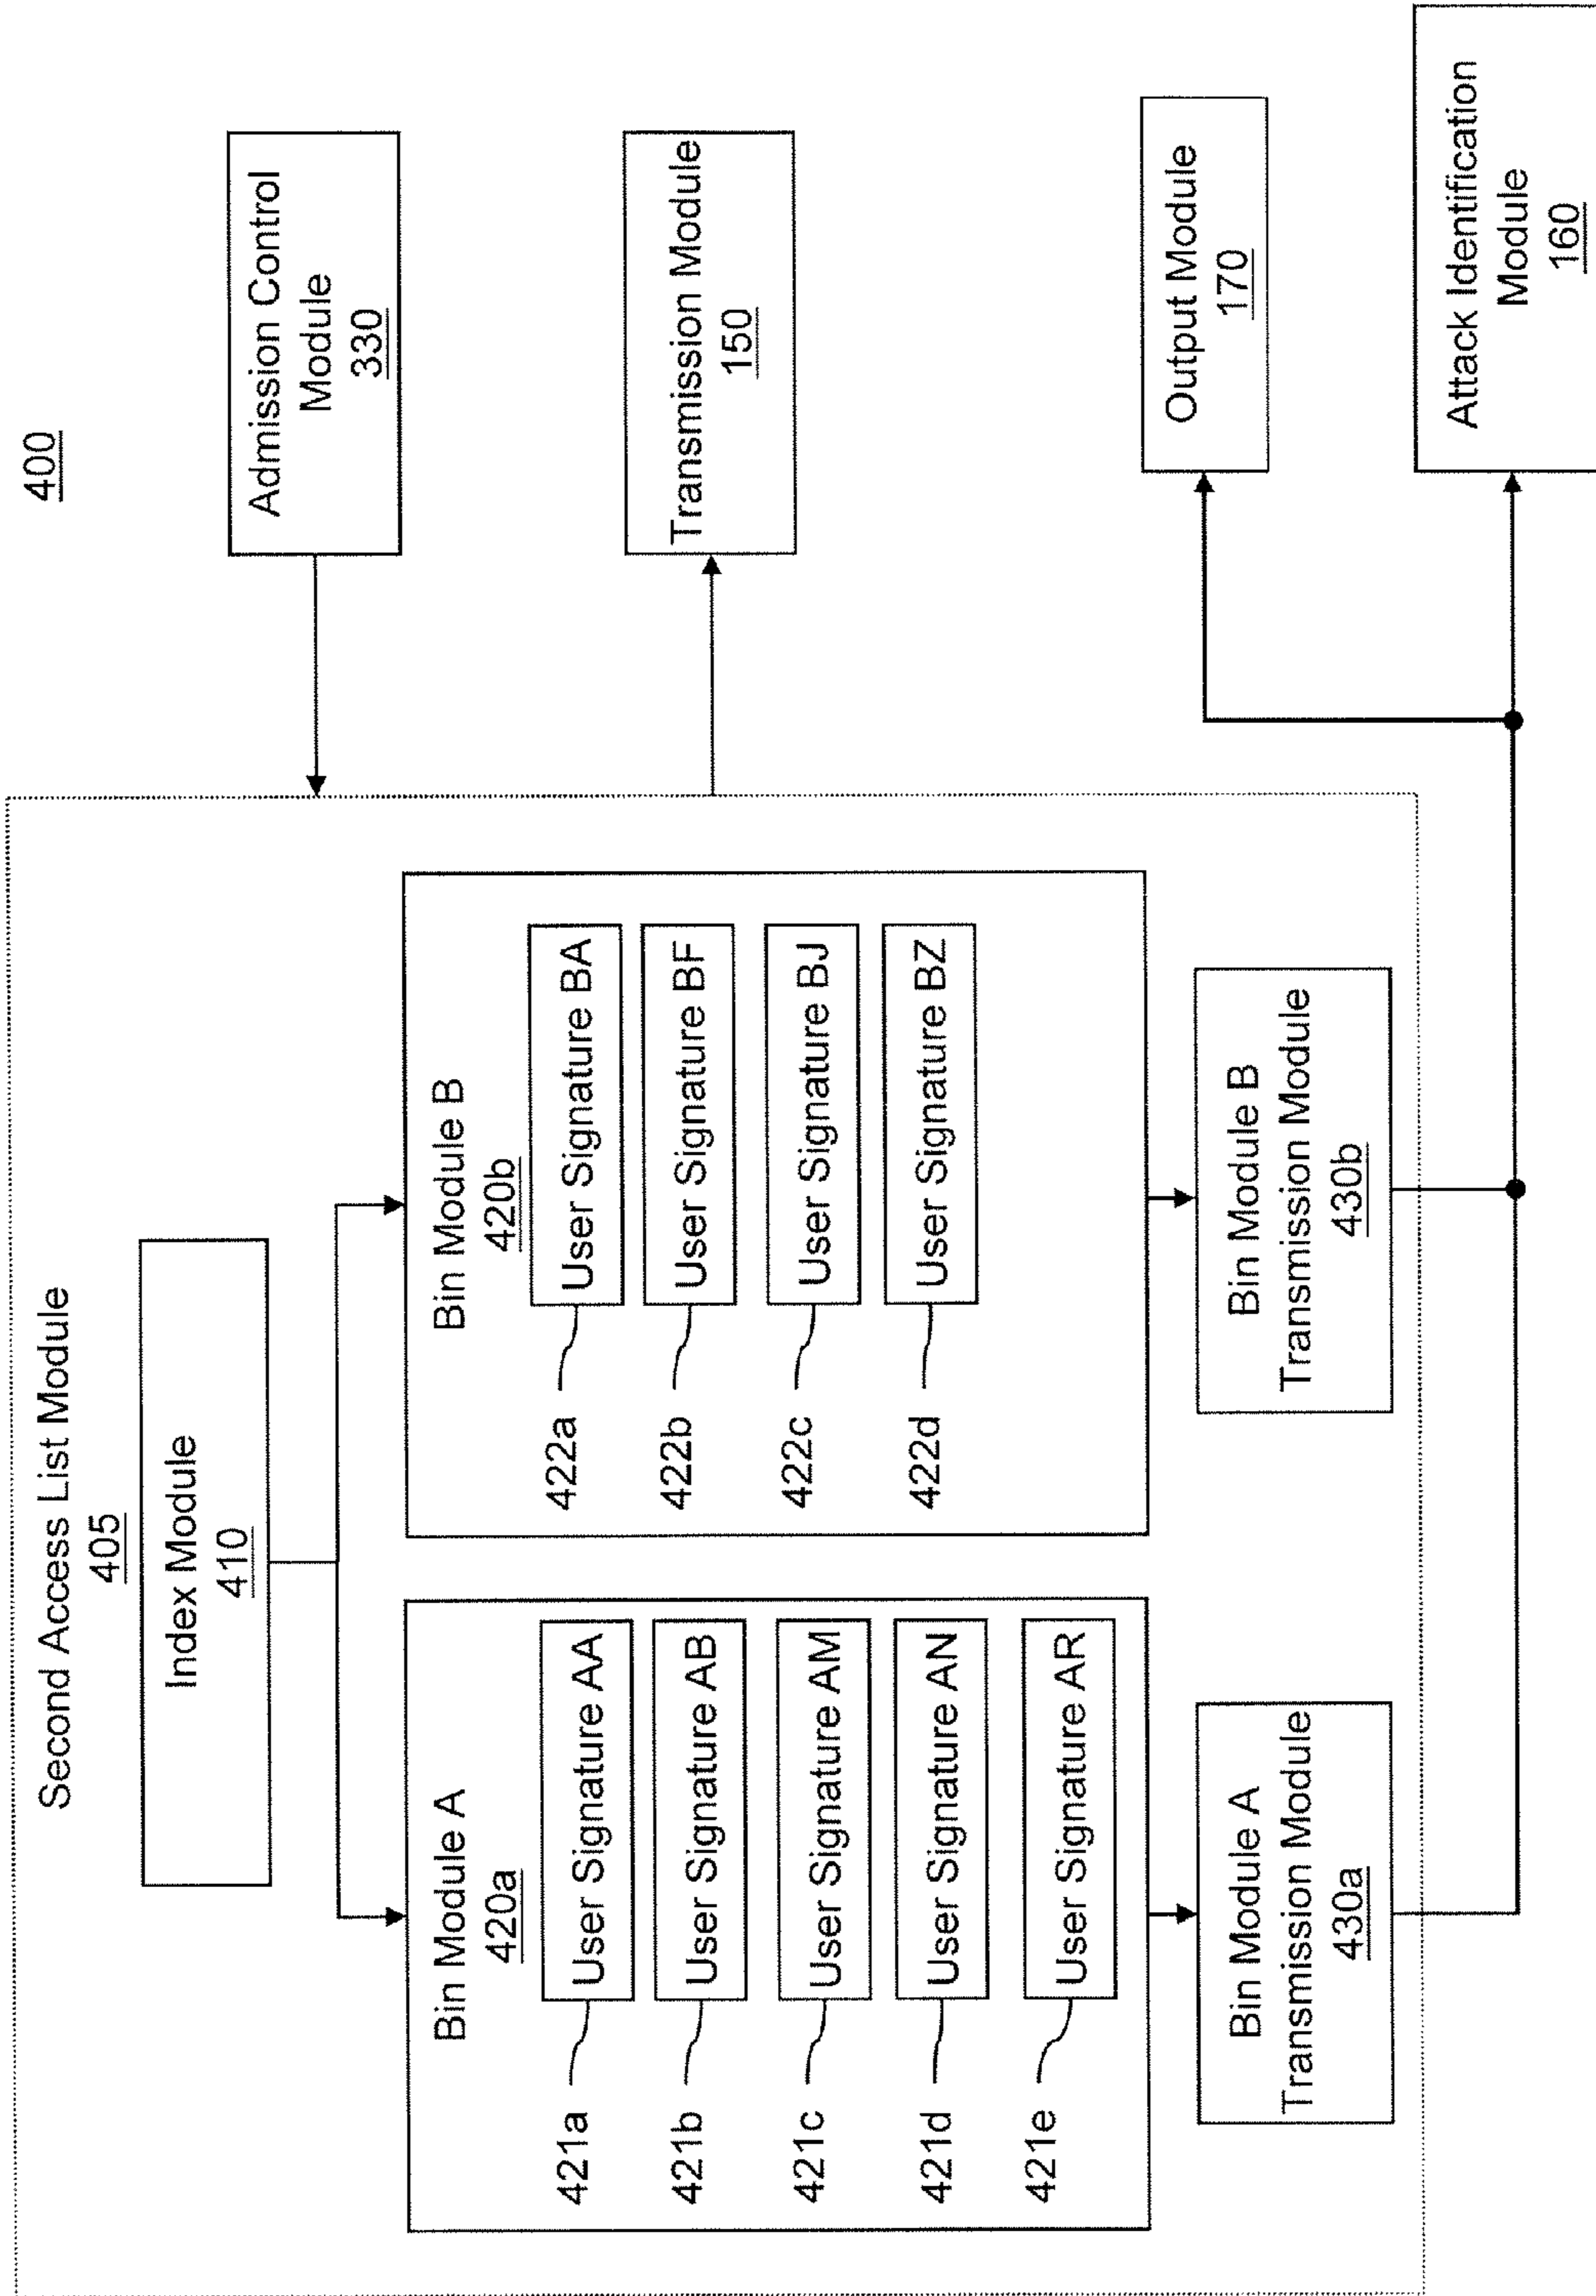 400
Second Access List Module
405
Index Module
410
Admission Control
Module
330
Bin Module A
420a
421a
User Signature AA
421b
User Signature AB
421c
User Signature AM
421d
User Signature AN
421e
User Signature AR
Bin Module B
420b
422a
User Signature BA
422b
User Signature BF
422c
User Signature BJ
422d
User Signature BZ
Transmission Module
150
Bin Module A
Transmission Module
430a
Bin Module B
Transmission Module
430b
Output Module
170
Attack Identification
Module
160